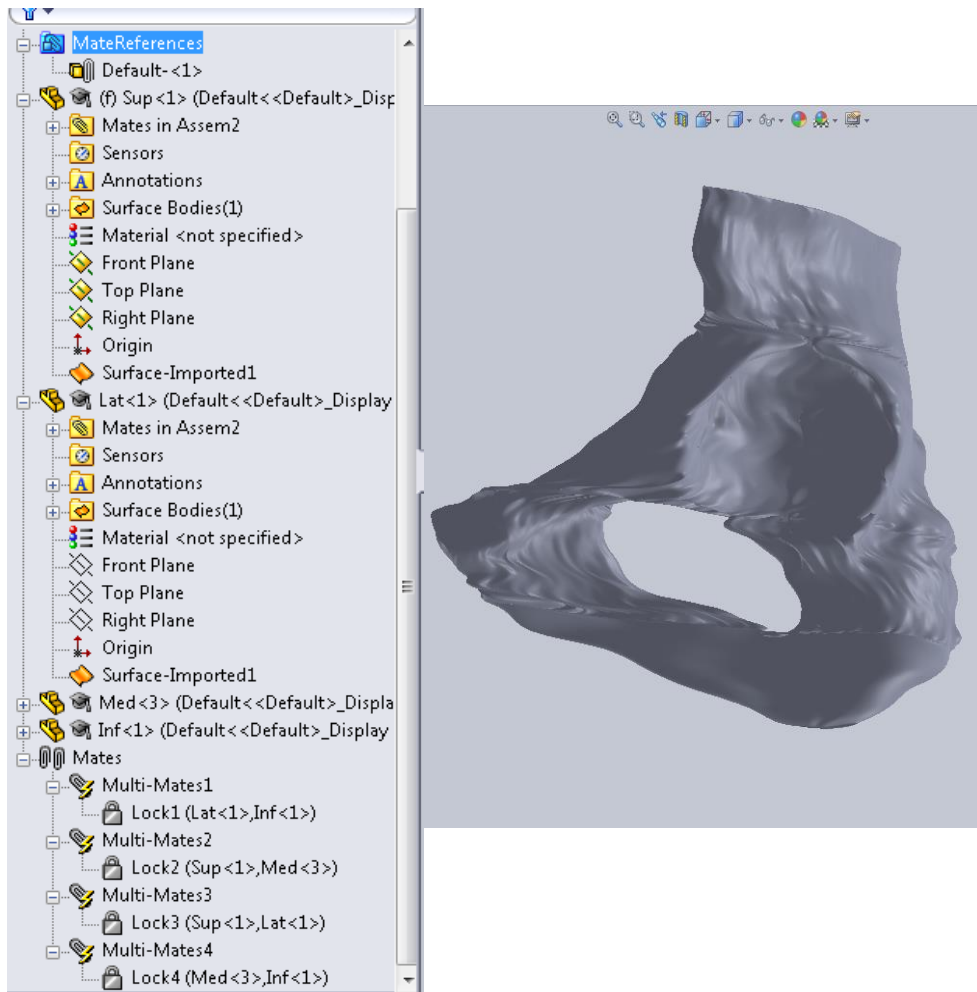 MateReferences
Default-<1>
(f) Sup<1> (Default<<Default>_Disp
Mates in Assem2
Sensors
A Annotations
Surface Bodies(1)
Material <not specified>
Front Plane
Top Plane
Right Plane
Origin
Surface-Imported1
Lat<1> (Default<<Default>_Display
Mates in Assem2
Sensors
A Annotations
Surface Bodies(1)
Material <not specified>
Front Plane
Top Plane
Right Plane
Origin
Surface-Imported1
Med<3> (Default<<Default>_Displa
Inf<1> (Default<<Default>_Display
Mates
Multi-Mates1
Lock1 (Lat<1>,Inf<1>)
Multi-Mates2
Lock2 (Sup<1>,Med<3>)
Multi-Mates3
Lock3 (Sup<1>,Lat<1>)
Multi-Mates4
Lock4 (Med<3>,Inf<1>)